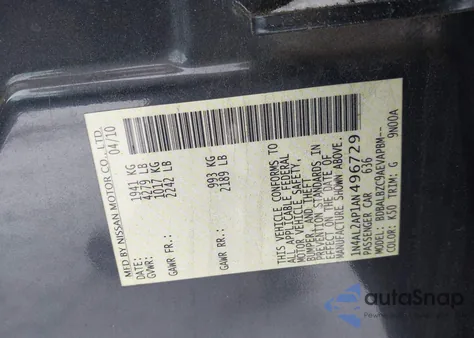 MFD BY NISSAN MOTOR CO., LTD.
DATE: 04/10
GVWR: 1941 KG
4279 LB
GAWR FR.: 1017 KG
2242 LB
GAWR RR.: 993 KG
2189 LB
THIS VEHICLE CONFORMS TO
ALL APPLICABLE FEDERAL
MOTOR VEHICLE SAFETY,
BUMPER, AND THEFT
PREVENTION STANDARDS IN
EFFECT ON THE DATE OF
MANUFACTURE SHOWN ABOVE.
1N4AL2AP1AN496729
PASSENGER CAR 636
MODEL: BDBALBZC9AEVAPBM--
COLOR: K50 TRIM: G 9N00A
autoSnap